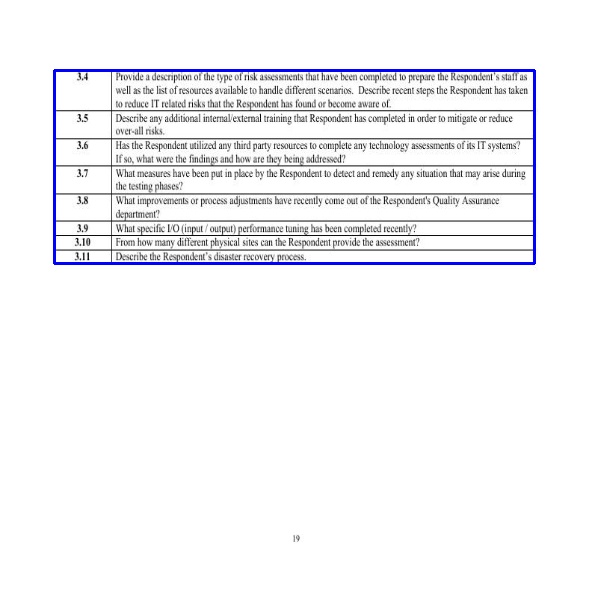 3.4 Provide a description of the type of risk assessments that have been completed to prepare the Respondent's staff as
well as the list of resources available to handle different scenarios. Describe recent steps the Respondent has taken
to reduce IT related risks that the Respondent has found or become aware of.
3.5 Describe any additional internal/external training that Respondent has completed in order to mitigate or reduce
over-all risks.
3.6 Has the Respondent utilized any third party resources to complete any technology assessments of its IT systems?
If so, what were the findings and how are they being addressed?
3.7 What measures have been put in place by the Respondent to detect and remedy any situation that may arise during
the testing phases?
3.8 What improvements or process adjustments have recently come out of the Respondent's Quality Assurance
department?
3.9 What specific I/O (input / output) performance tuning has been completed recently?
3.10 From how many different physical sites can the Respondent provide the assessment?
3.11 Describe the Respondent's disaster recovery process.
19